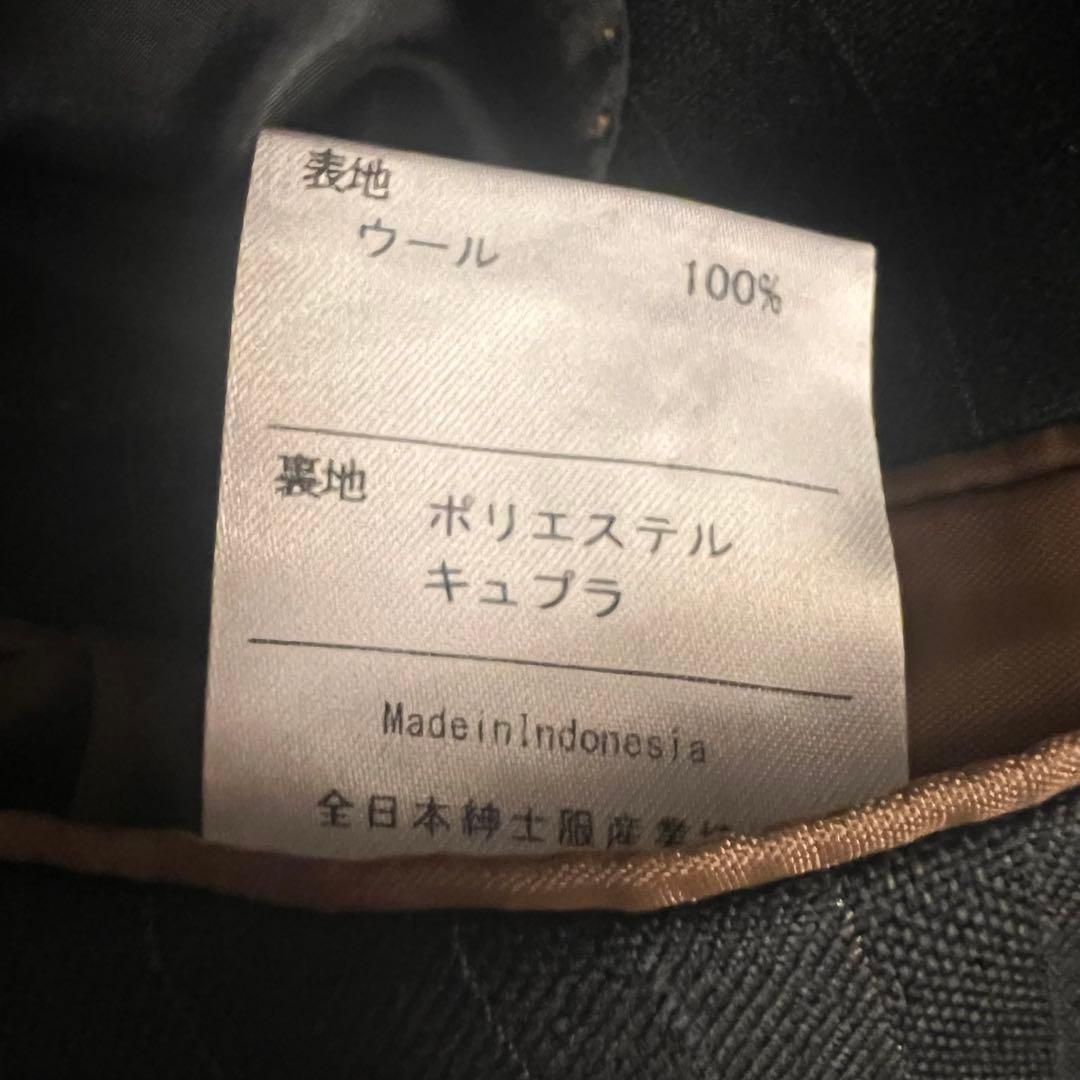 表地
ウール 100%
裏地 ポリエステル
キュプラ
MadeinIndonesia
全日本紳士服産業